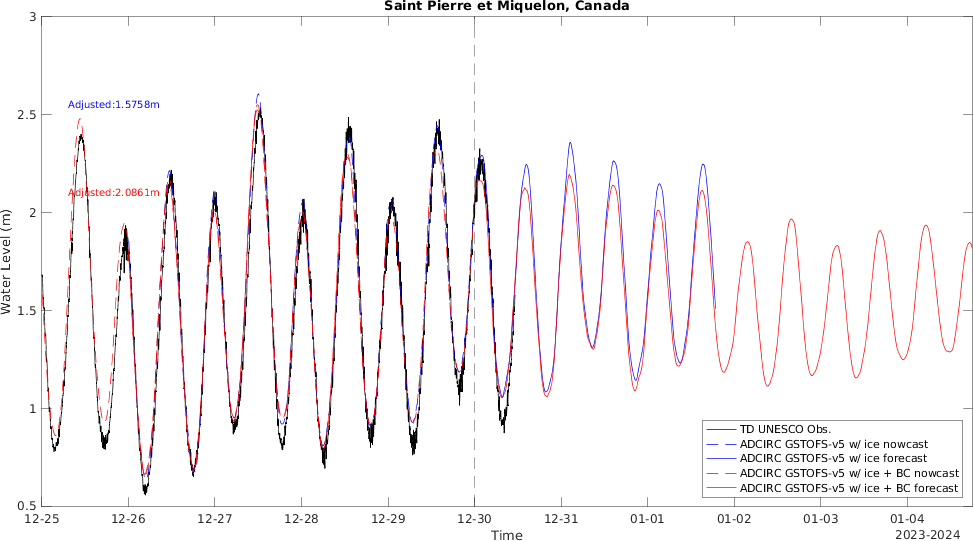 Saint Pierre et Miquelon, Canada
3
2.5
2
1.5
1
0.5
Water Level (m)
Adjusted:1.5758m
Adjusted:2.0861m
TD UNESCO Obs.
ADCIRC GSTOFS-v5 w/ ice nowcast
ADCIRC GSTOFS-v5 w/ ice forecast
ADCIRC GSTOFS-v5 w/ ice + BC nowcast
ADCIRC GSTOFS-v5 w/ ice + BC forecast
12-25 12-26 12-27 12-28 12-29 12-30 12-31 01-01 01-02 01-03 01-04
Time
2023-2024